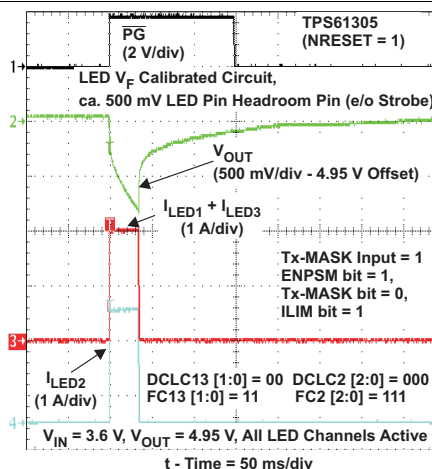 PG
(2 V/div)
TPS61305
(NRESET = 1)
1
LED VF Calibrated Circuit,
ca. 500 mV LED Pin Headroom Pin (e/o Strobe)
2
VOUT
(500 mV/div - 4.95 V Offset)
ILED1 + ILED3
(1 A/div)
Tx-MASK Input = 1
ENPSM bit = 1,
Tx-MASK bit = 0,
ILIM bit = 1
3
ILED2
(1 A/div)
DCLC13 [1:0] = 00 DCLC2 [2:0] = 000
FC13 [1:0] = 11 FC2 [2:0] = 111
4
VIN = 3.6 V, VOUT = 4.95 V, All LED Channels Active
t - Time = 50 ms/div